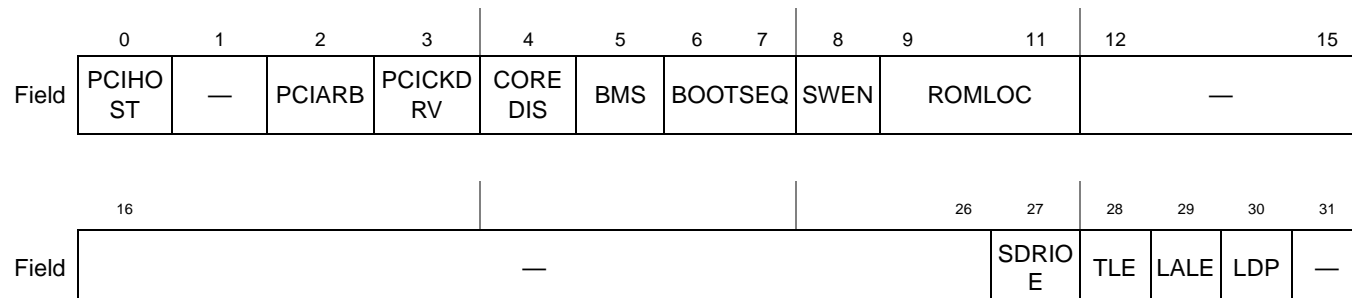 0 1 2 3 4 5 6 7 8 9 11 12 15
Field PCIHO ST — PCIARB PCICKD RV CORE DIS BMS BOOTSEQ SWEN ROMLOC —
16 26 27 28 29 30 31
Field — SDRIO E TLE LALE LDP —